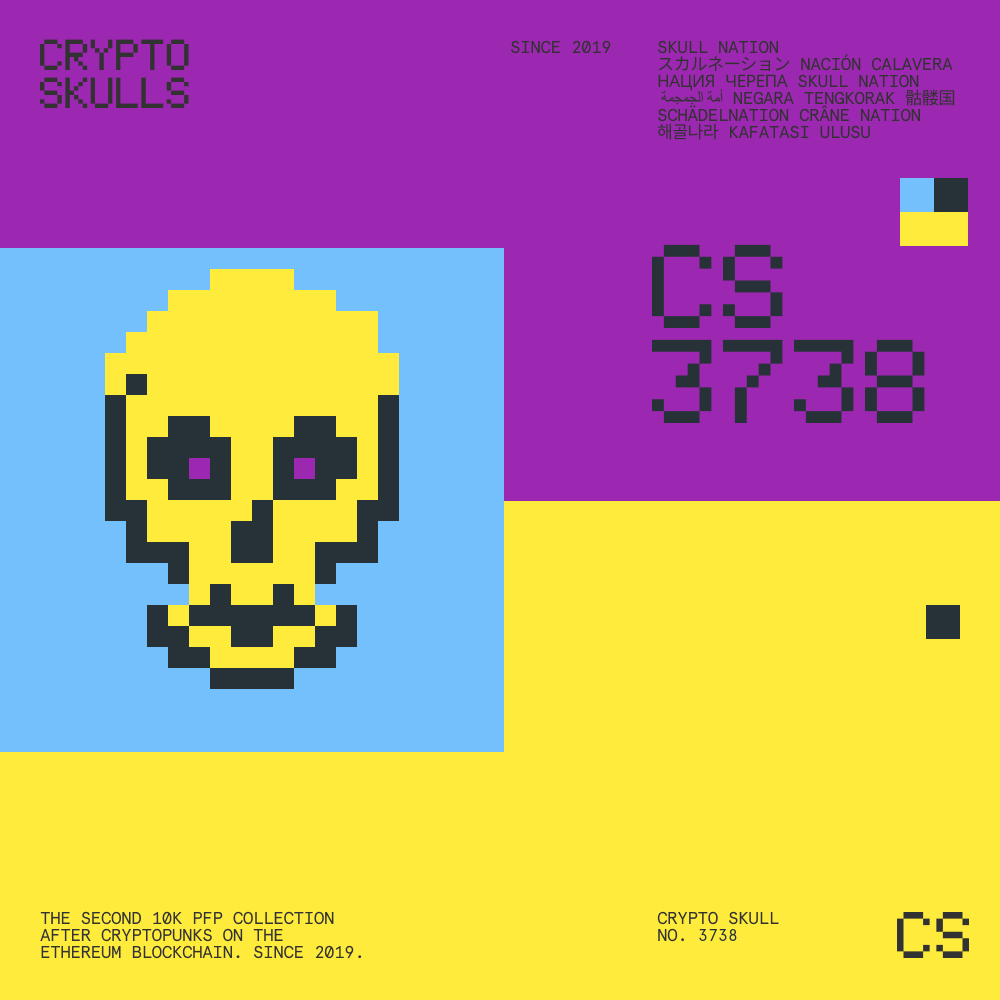 CRYPTO
SKULLS
SINCE 2019
SKULL NATION
スカルネーション NACIÓN CALAVERA
НАЦИЯ ЧЕРЕПА SKULL NATION
أمة الجمجمة NEGARA TENGKORAK 骷髅国
SCHÄDELNATION CRÂNE NATION
해골나라 KAFATASI ULUSU
CS
3738
THE SECOND 10K PFP COLLECTION
AFTER CRYPTOPUNKS ON THE
ETHEREUM BLOCKCHAIN. SINCE 2019.
CRYPTO SKULL
NO. 3738
CS